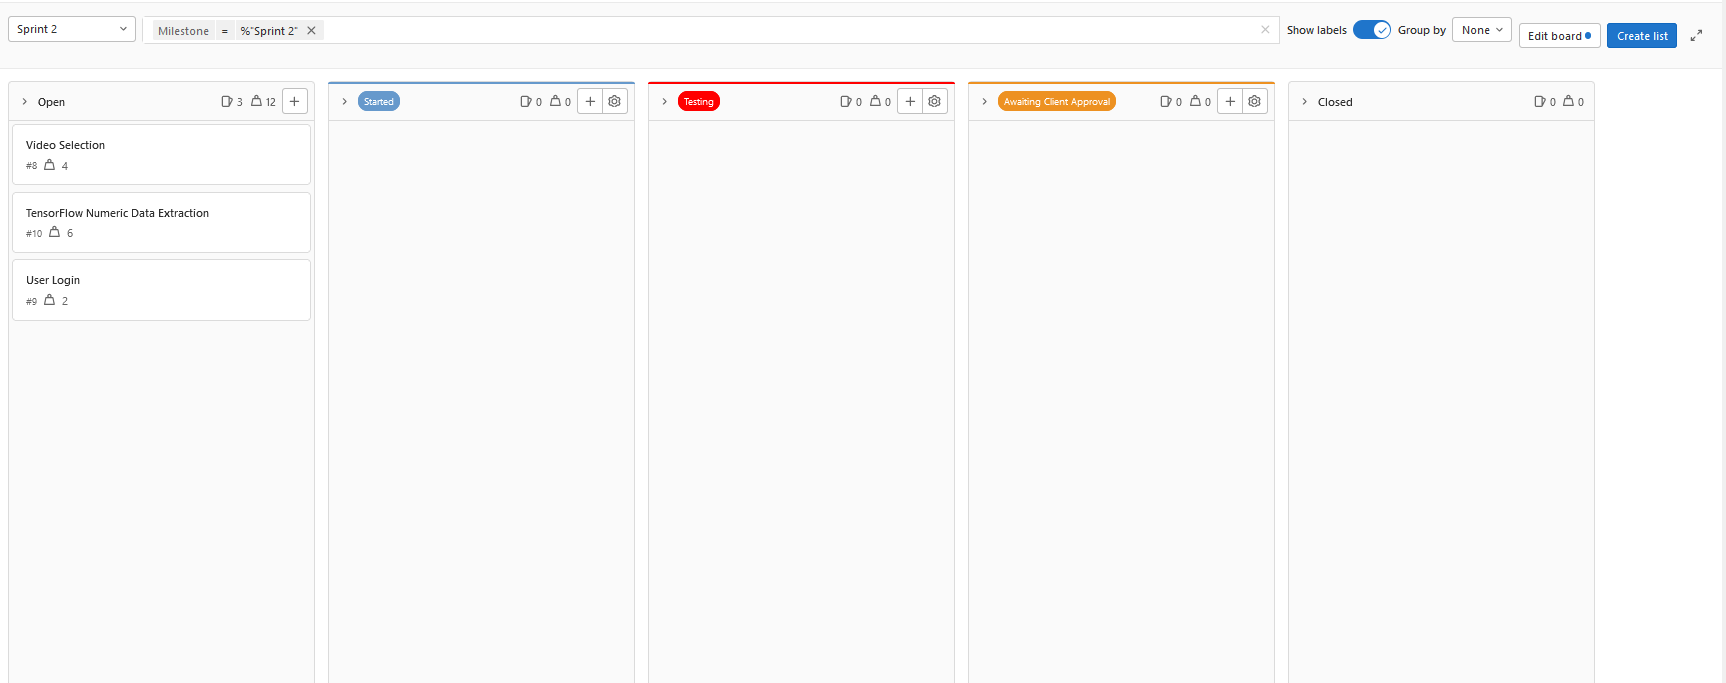 Sprint 2
Milestone = %"Sprint 2"
Show labels
Group by
None
Edit board
Create list
Open 3 12
Video Selection
#8 4
TensorFlow Numeric Data Extraction
#10 6
User Login
#9 2
Started 0 0
Testing 0 0
Awaiting Client Approval 0 0
Closed 0 0